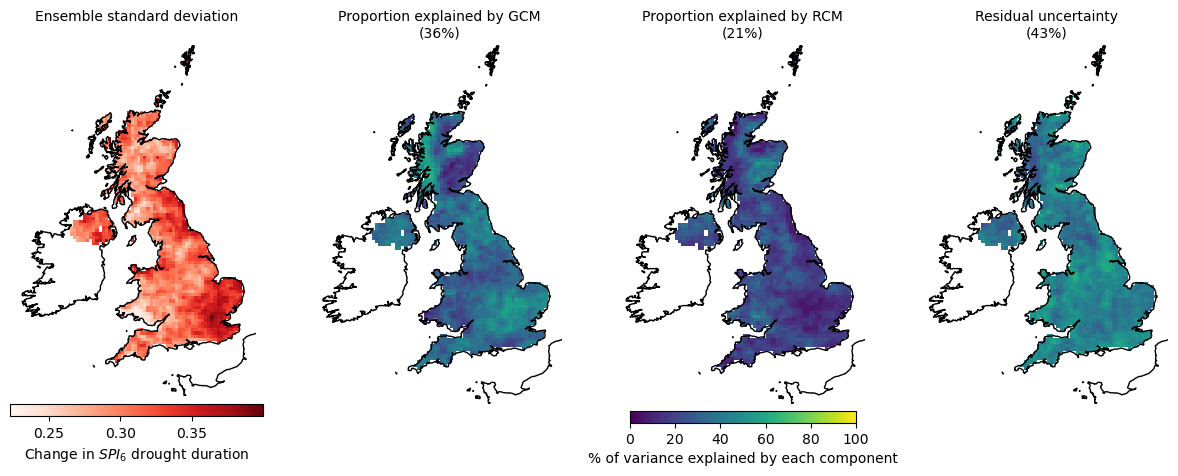 Ensemble standard deviation
Proportion explained by GCM
(36%)
Proportion explained by RCM
(21%)
Residual uncertainty
(43%)
0.25 0.30 0.35
Change in SPI6 drought duration
0 20 40 60 80 100
% of variance explained by each component